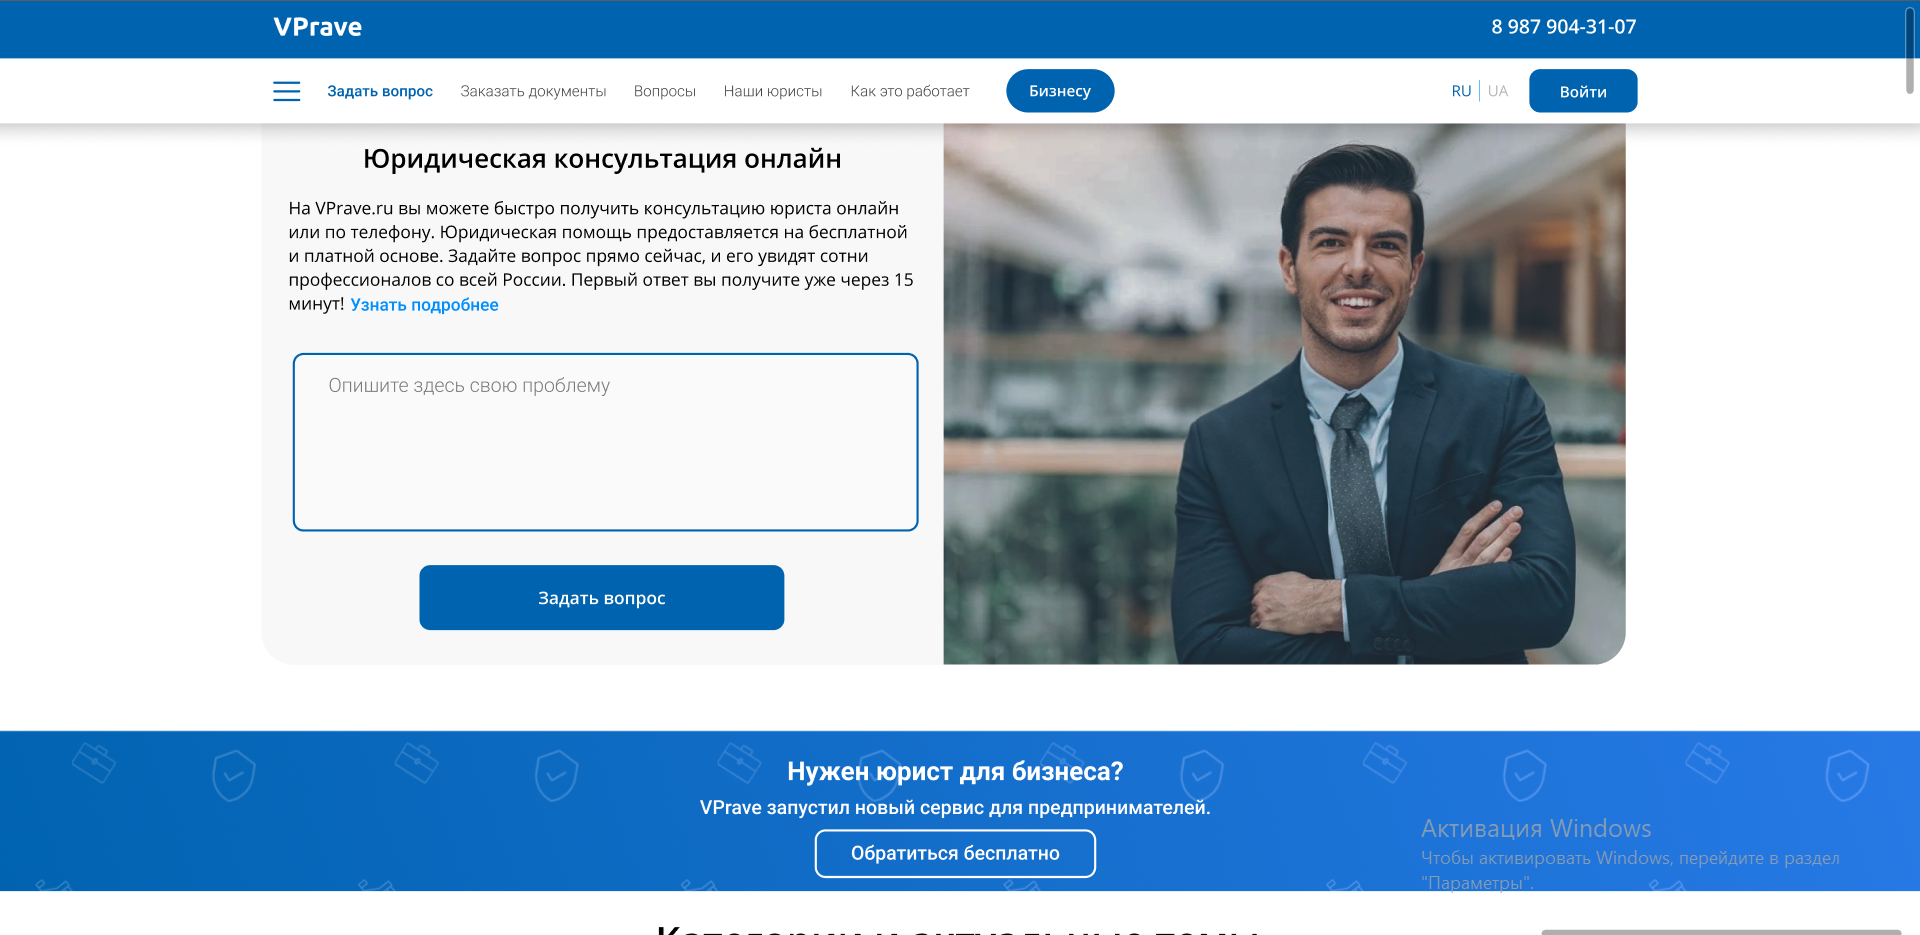 VPrave
8 987 904-31-07
Задать вопрос
Заказать документы
Вопросы
Наши юристы
Как это работает
Бизнесу
RU
UA
Войти
Юридическая консультация онлайн
На VPrave.ru вы можете быстро получить консультацию юриста онлайн
или по телефону. Юридическая помощь предоставляется на бесплатной
и платной основе. Задайте вопрос прямо сейчас, и его увидят сотни
профессионалов со всей России. Первый ответ вы получите уже через 15
минут! Узнать подробнее
Опишите здесь свою проблему
Задать вопрос
Нужен юрист для бизнеса?
VPrave запустил новый сервис для предпринимателей.
Обратиться бесплатно
Активация Windows
Чтобы активировать Windows, перейдите в раздел
"Параметры".
Категории и актуальные темы